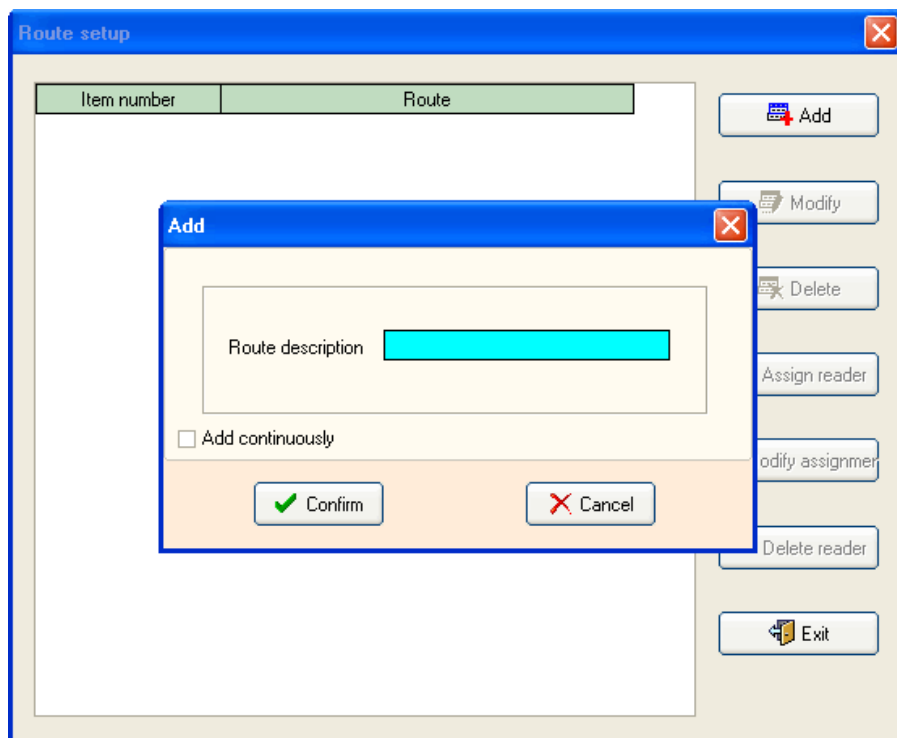 Route setup
Item number Route
Add
Modify
Delete
Assign reader
odify assignmer
Delete reader
Exit
Add
Route description
Add continuously
Confirm Cancel